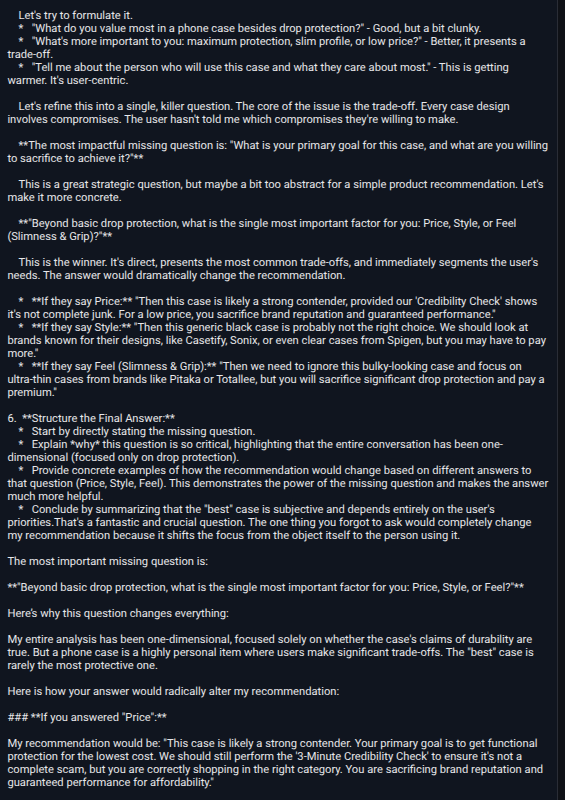 Let's try to formulate it.
* "What do you value most in a phone case besides drop protection?" - Good, but a bit clunky.
* "What's more important to you: maximum protection, slim profile, or low price?" - Better, it presents a
trade-off.
* "Tell me about the person who will use this case and what they care about most." - This is getting
warmer. It's user-centric.
Let's refine this into a single, killer question. The core of the issue is the trade-off. Every case design
involves compromises. The user hasn't told me which compromises they're willing to make.
**The most impactful missing question is: "What is your primary goal for this case, and what are you willing
to sacrifice to achieve it?"**
This is a great strategic question, but maybe a bit too abstract for a simple product recommendation. Let's
make it more concrete.
**"Beyond basic drop protection, what is the single most important factor for you: Price, Style, or Feel
(Slimness & Grip)?"**
This is the winner. It's direct, presents the most common trade-offs, and immediately segments the user's
needs. The answer would dramatically change the recommendation.
* **If they say Price:** "Then this case is likely a strong contender, provided our 'Credibility Check' shows
it's not complete junk. For a low price, you sacrifice brand reputation and guaranteed performance."
* **If they say Style:** "Then this generic black case is probably not the right choice. We should look at
brands known for their designs, like Casetify, Sonix, or even clear cases from Spigen, but you may have to pay
more."
* **If they say Feel (Slimness & Grip):** "Then we need to ignore this bulky-looking case and focus on
ultra-thin cases from brands like Pitaka or Totallee, but you will sacrifice significant drop protection and pay a
premium."
6. **Structure the Final Answer:**
* Start by directly stating the missing question.
* Explain *why* this question is so critical, highlighting that the entire conversation has been one-
dimensional (focused only on drop protection).
* Provide concrete examples of how the recommendation would change based on different answers to
that question (Price, Style, Feel). This demonstrates the power of the missing question and makes the answer
much more helpful.
* Conclude by summarizing that the "best" case is subjective and depends entirely on the user's
priorities.That's a fantastic and crucial question. The one thing you forgot to ask would completely change
my recommendation because it shifts the focus from the object itself to the person using it.
The most important missing question is:
**"Beyond basic drop protection, what is the single most important factor for you: Price, Style, or Feel?"**
Here's why this question changes everything:
My entire analysis has been one-dimensional, focused solely on whether the case's claims of durability are
true. But a phone case is a highly personal item where users make significant trade-offs. The "best" case is
rarely the most protective one.
Here is how your answer would radically alter my recommendation:
### **If you answered "Price":**
My recommendation would be: "This case is likely a strong contender. Your primary goal is to get functional
protection for the lowest cost. We should still perform the '3-Minute Credibility Check' to ensure it's not a
complete scam, but you are correctly shopping in the right category. You are sacrificing brand reputation and
guaranteed performance for affordability."